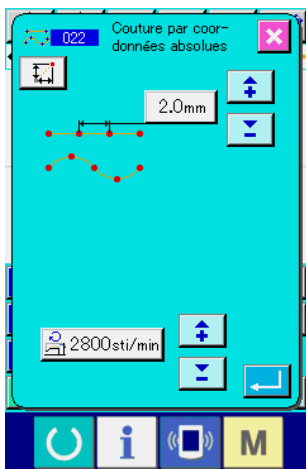 022
Couture par coor-
données absolues
2.0mm
2800sti/min
i
M